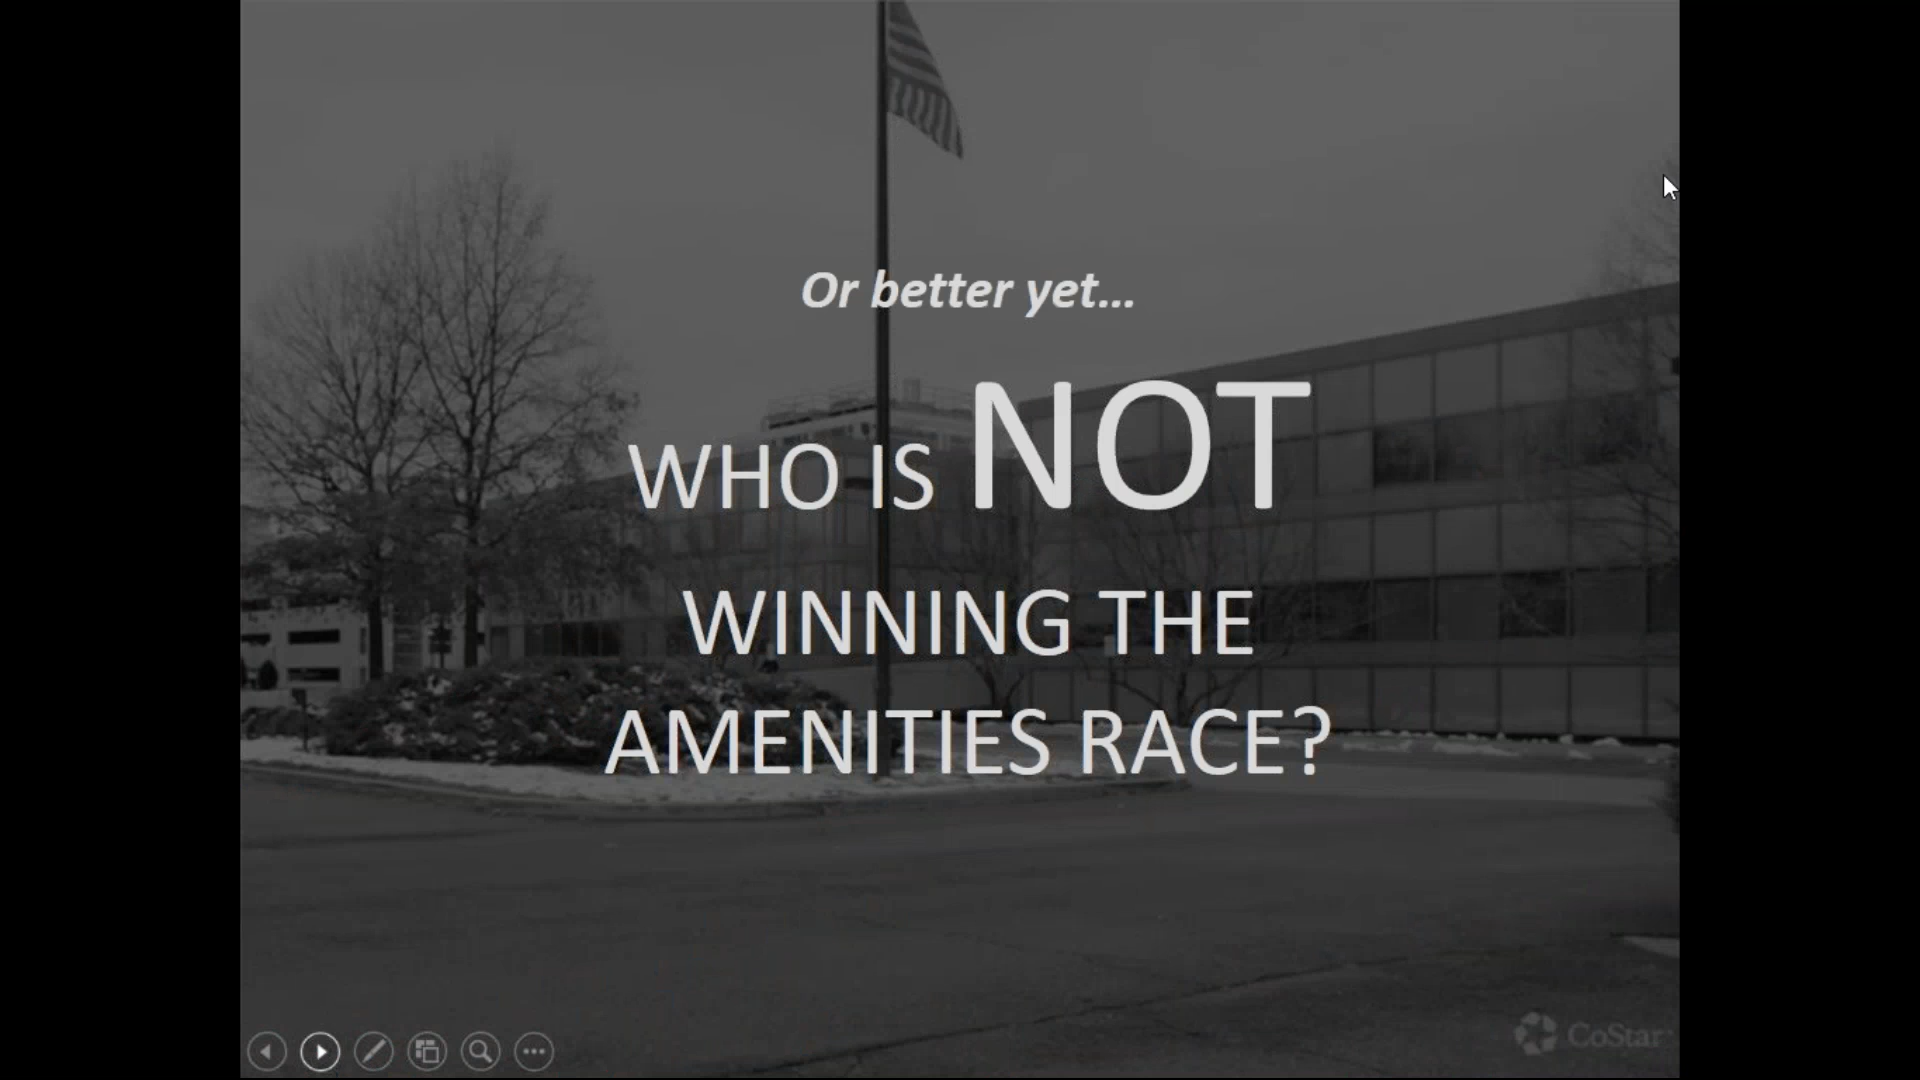 Or better yet...
WHO IS NOT
WINNING THE
AMENITIES RACE?
CoStar